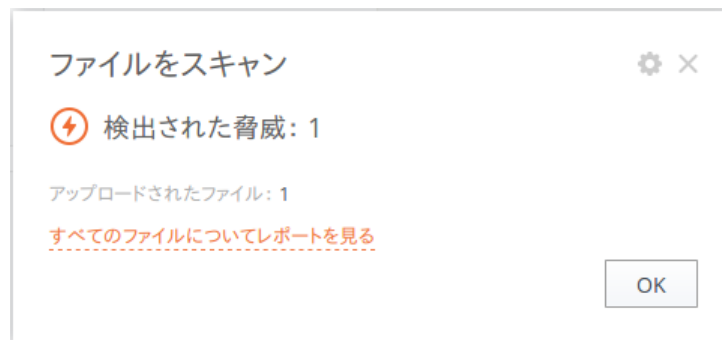 ファイルをスキャン
検出された脅威: 1
アップロードされたファイル: 1
すべてのファイルについてレポートを見る
OK